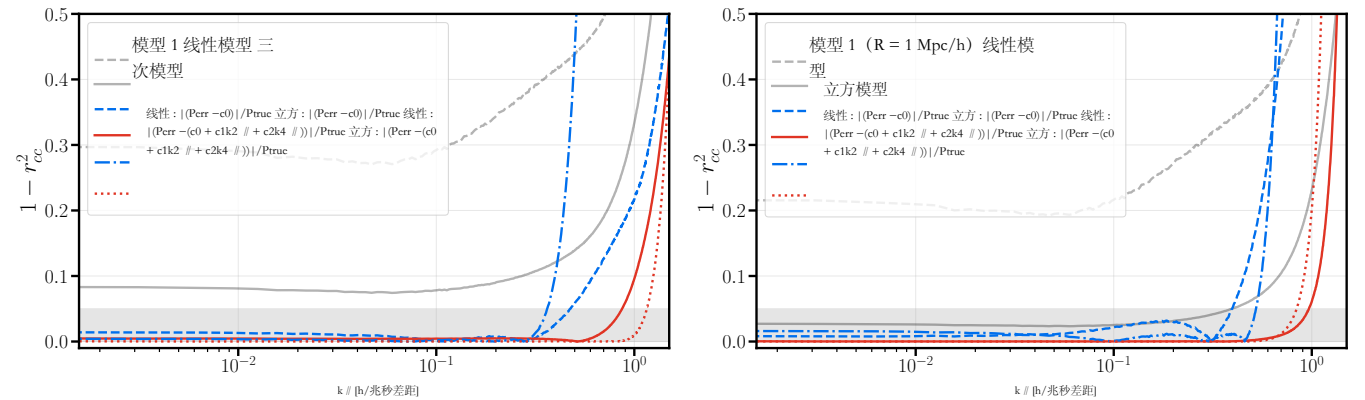 0.5
0.4
0.3
0.2
0.1
0.0
1 − r²cc
模型 1 线性模型 三
次模型
线性 : |(Perr −c0)|/Ptrue 立方 : |(Perr −c0)|/Ptrue 线性 :
|(Perr −(c0 + c1k2 ∥ + c2k4 ∥))|/Ptrue 立方 : |(Perr −(c0
+ c1k2 ∥ + c2k4 ∥))|/Ptrue
10⁻² 10⁻¹ 10⁰
k ∥ [h/兆秒差距]
0.5
0.4
0.3
0.2
0.1
0.0
1 − r²cc
模型 1（R = 1 Mpc/h）线性模
型
立方模型
线性 : |(Perr −c0)|/Ptrue 立方 : |(Perr −c0)|/Ptrue 线性 :
|(Perr −(c0 + c1k2 ∥ + c2k4 ∥))|/Ptrue 立方 : |(Perr −(c0
+ c1k2 ∥ + c2k4 ∥))|/Ptrue
10⁻² 10⁻¹ 10⁰
k ∥ [h/兆秒差距]